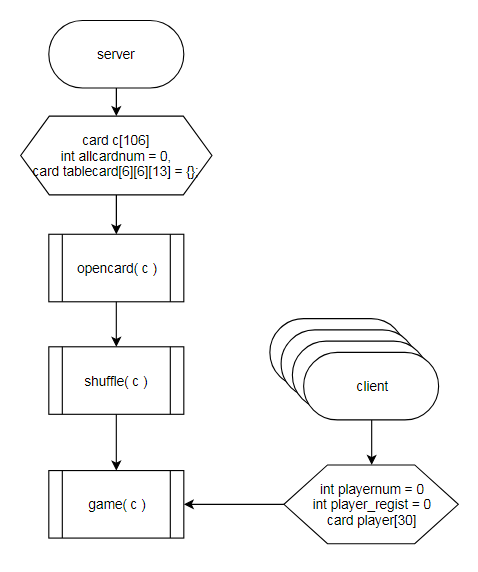 server
card c[106]
int allcardnum = 0,
card tablecard[6][6][13] = {};
opencard( c )
shuffle( c )
client
game( c )
int playernum = 0
int player_regist = 0
card player[30]